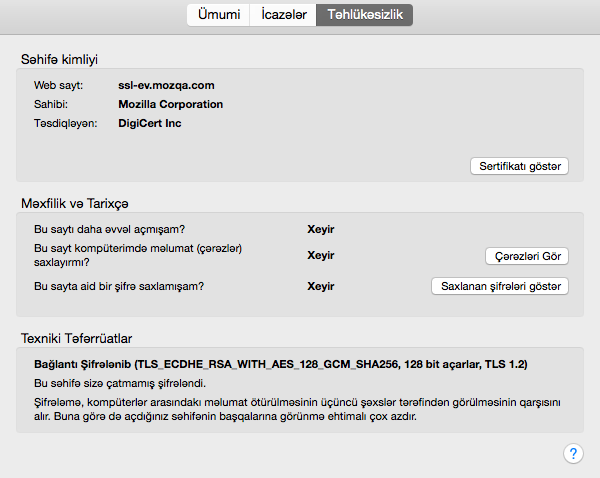 Ümumi İcazələr Təhlükəsizlik
Səhifə kimliyi
Web sayt: ssl-ev.mozqa.com
Sahibi: Mozilla Corporation
Təsdiqləyən: DigiCert Inc
Sertifikatı göstər
Məxfilik və Tarixçə
Bu saytı daha əvvəl açmışam? Xeyir
Bu sayt kompüterimdə məlumat (çərəzlər)
saxlayırmı? Xeyir Çərəzləri Gör
Bu sayta aid bir şifrə saxlamışam? Xeyir Saxlanan şifrələri göstər
Texniki Təfərrüatlar
Bağlantı Şifrələnib (TLS_ECDHE_RSA_WITH_AES_128_GCM_SHA256, 128 bit açarlar, TLS 1.2)
Bu səhifə sizə çatmamış şifrələndi.
Şifrələmə, kompüterlər arasındakı məlumat ötürülməsinin üçüncü şəxslər tərəfindən görülməsinin qarşısını
alır. Buna görə də açdığınız səhifənin başqalarına görünmə ehtimalı çox azdır.
?